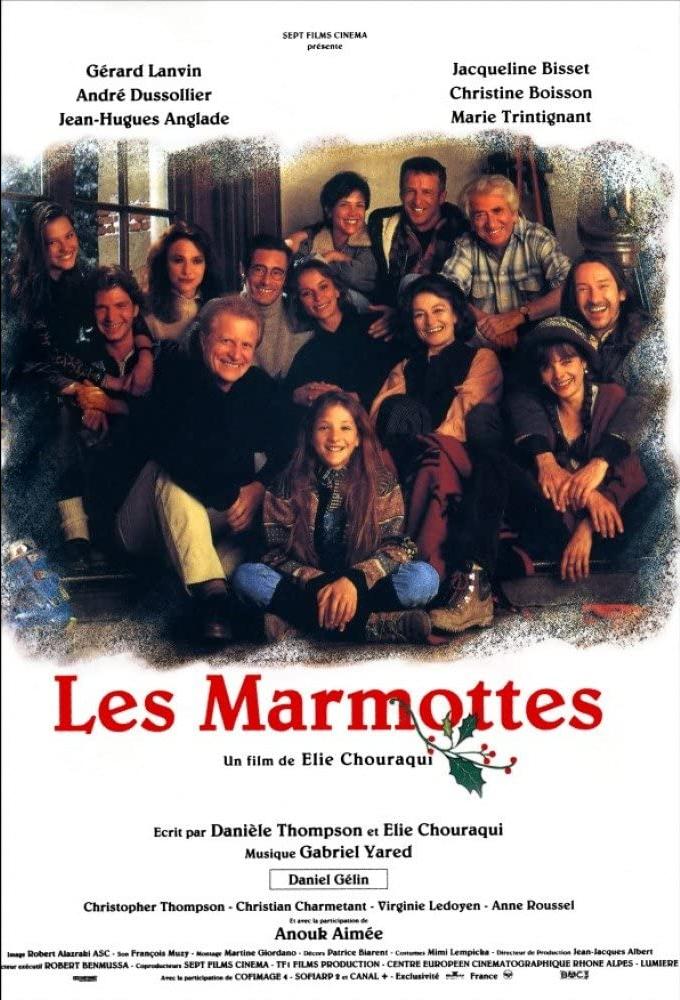 SEPT FILMS CINEMA
présente
Gérard Lanvin
André Dussollier
Jean-Hugues Anglade
Jacqueline Bisset
Christine Boisson
Marie Trintignant
Les Marmottes
Un film de Elie Chouraqui
Ecrit par Danièle Thompson et Elie Chouraqui
Musique Gabriel Yared
Daniel Gélin
Christopher Thompson - Christian Charmetant - Virginie Ledoyen - Anne Roussel
Et avec la participation de
Anouk Aimée
Image Robert Alazraki ASC - Son François Muzy - Montage Martine Giordano - Décors Patrice Biarent - Costumes Mimi Lempicka - Directeur de Production Jean-Jacques Albert
exécutif ROBERT BENMUSSA - Coproducteurs SEPT FILMS CINEMA - TF1 FILMS PRODUCTION - CENTRE EUROPEEN CINEMATOGRAPHIQUE RHONE ALPES - LUMIERE
Avec la participation de COFIMAGE 4 - SOFIARP 2 et CANAL + - Exclusivité France